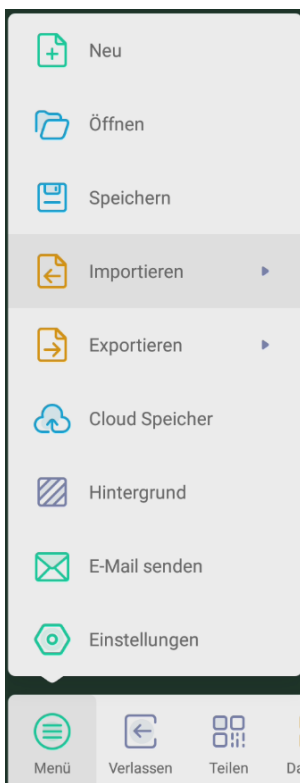 Neu
Öffnen
Speichern
Importieren
Exportieren
Cloud Speicher
Hintergrund
E-Mail senden
Einstellungen
Menü Verlassen Teilen